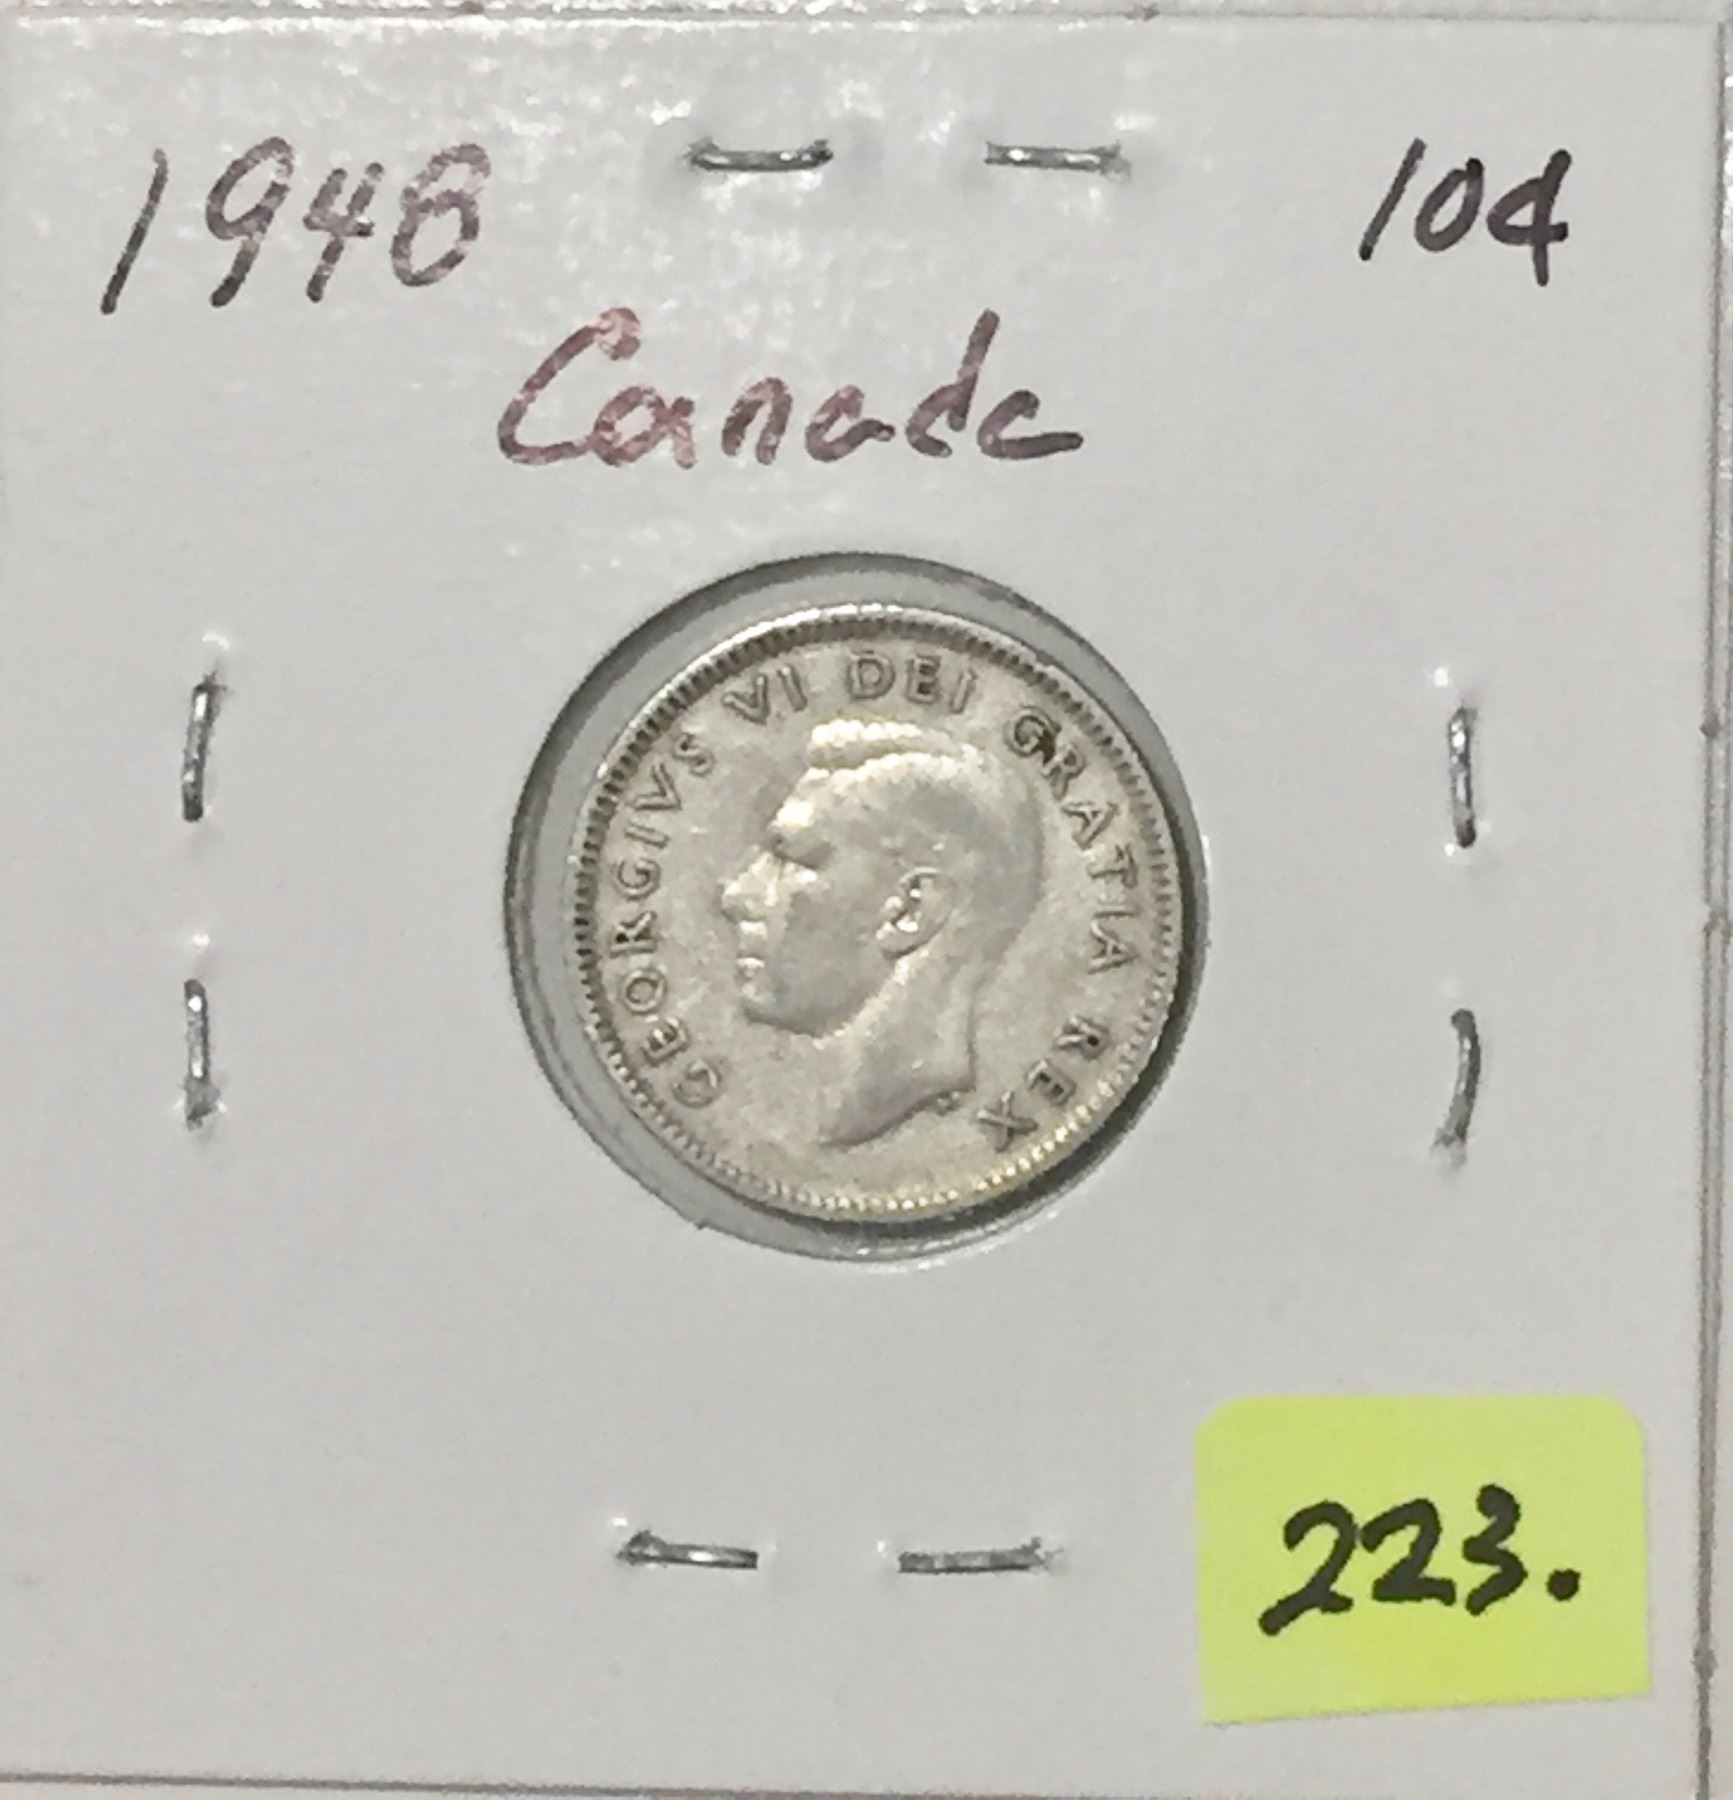 1948 10¢
Canada
GEORGIVS VI DEI GRATIA REX
223.